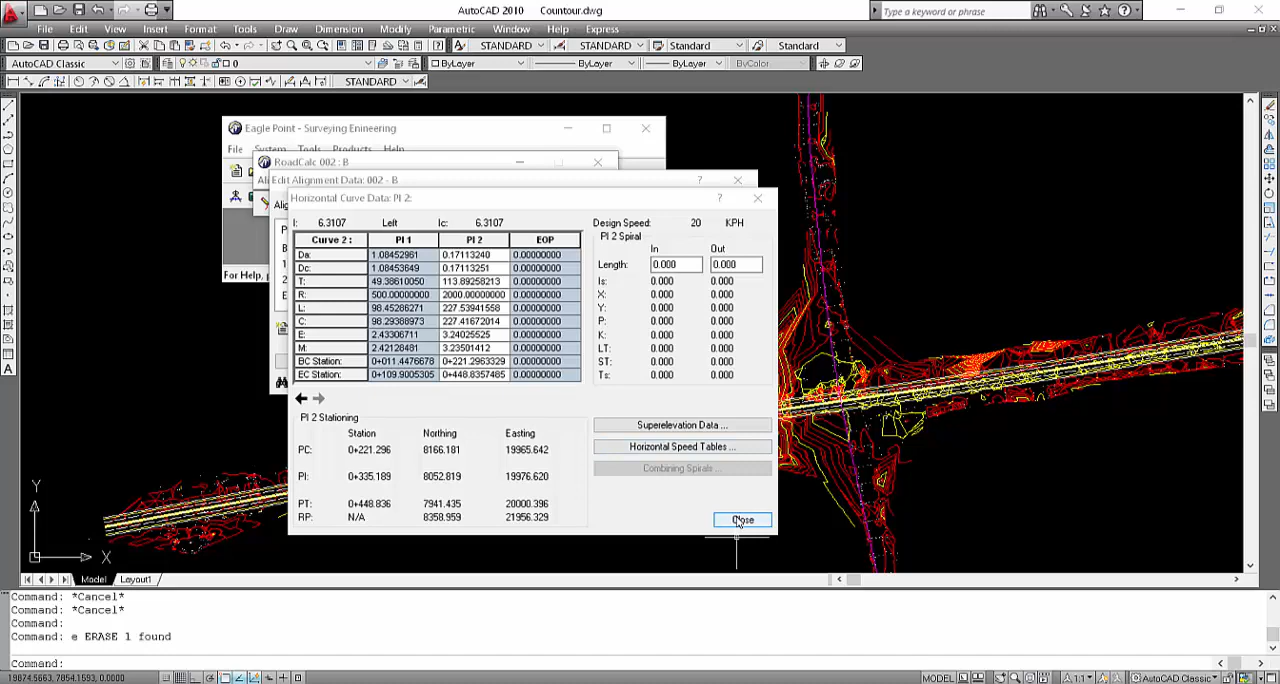 AutoCAD 2010 Countour.dwg
Type a keyword or phrase
File Edit View Insert Format Tools Draw Dimension Modify Parametric Window Help Express
STANDARD STANDARD Standard Standard
AutoCAD Classic 0 ByLayer ByLayer ByLayer ByColor
STANDARD
Eagle Point - Surveying Enineering
File System Tools Products Help
RoadCalc 002 : B
Edit Alignment Data: 002 - B
Horizontal Curve Data: PI 2:
I: 6.3107 Left Ic: 6.3107 Design Speed: 20 KPH
PI 2 Spiral
Curve 2 : PI 1 PI 2 EOP
In Out
Da: 1.08452961 0.17113240 0.00000000
Length: 0.000 0.000
Dc: 1.08453649 0.17113251 0.00000000
T: 49.38610050 113.89258213 0.00000000 Is: 0.000 0.000
R: 500.00000000 2000.00000000 0.00000000 X: 0.000 0.000
L: 98.45286271 227.53941558 0.00000000 Y: 0.000 0.000
C: 98.29388973 227.41672014 0.00000000 P: 0.000 0.000
E: 2.43306711 3.24025525 0.00000000 K: 0.000 0.000
M: 2.42128481 3.23501412 0.00000000 LT: 0.000 0.000
BC Station: 0+011.4476678 0+221.2963329 0.00000000 ST: 0.000 0.000
EC Station: 0+109.9005305 0+448.8357485 0.00000000 Ts: 0.000 0.000
For Help,
PI 2 Stationing
Station Northing Easting
PC: 0+221.296 8166.181 19965.642
PI: 0+335.189 8052.819 19976.620
PT: 0+448.836 7941.435 20000.396
RP: N/A 8358.959 21956.329
Superelevation Data ...
Horizontal Speed Tables ...
Combining Spirals ...
Close
Y
X
Model Layout1
Command: *Cancel*
Command: *Cancel*
Command:
Command: e ERASE 1 found
Command:
19874.5663, 7854.1593, 0.0000 MODEL 1:1 AutoCAD Classic